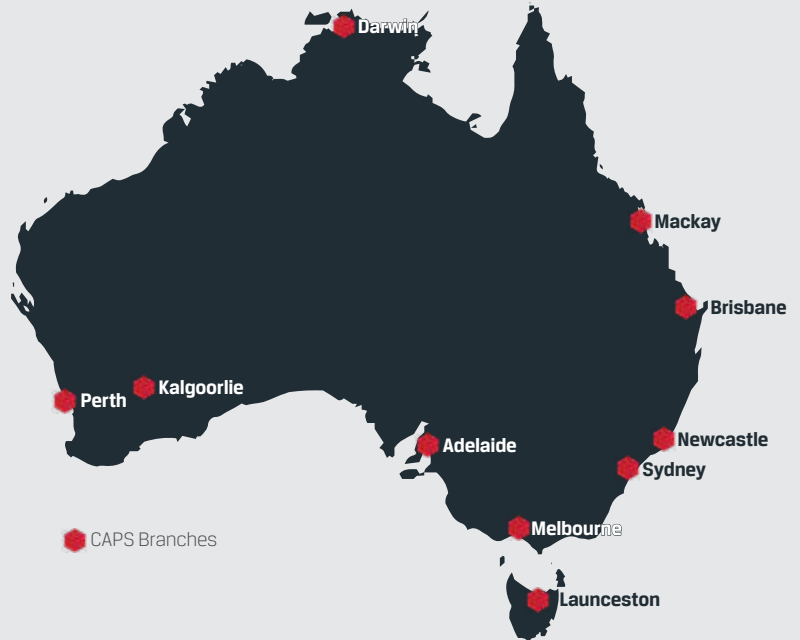 Darwin
Mackay
Brisbane
Kalgoorlie
Perth
Newcastle
Adelaide
Sydney
Melbourne
CAPS Branches
Launceston